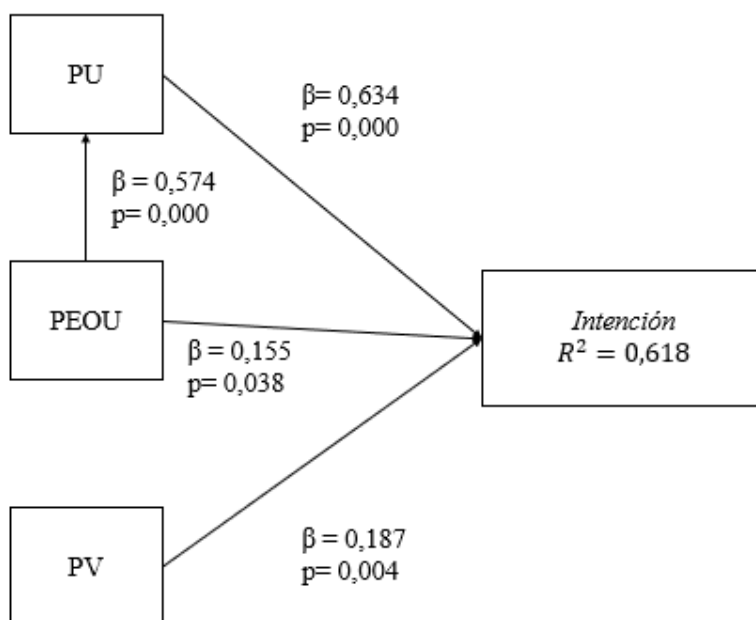 PU
β= 0,634
p= 0,000
β = 0,574
p= 0,000
PEOU
β = 0,155
p= 0,038
Intención
R² = 0,618
PV
β = 0,187
p= 0,004